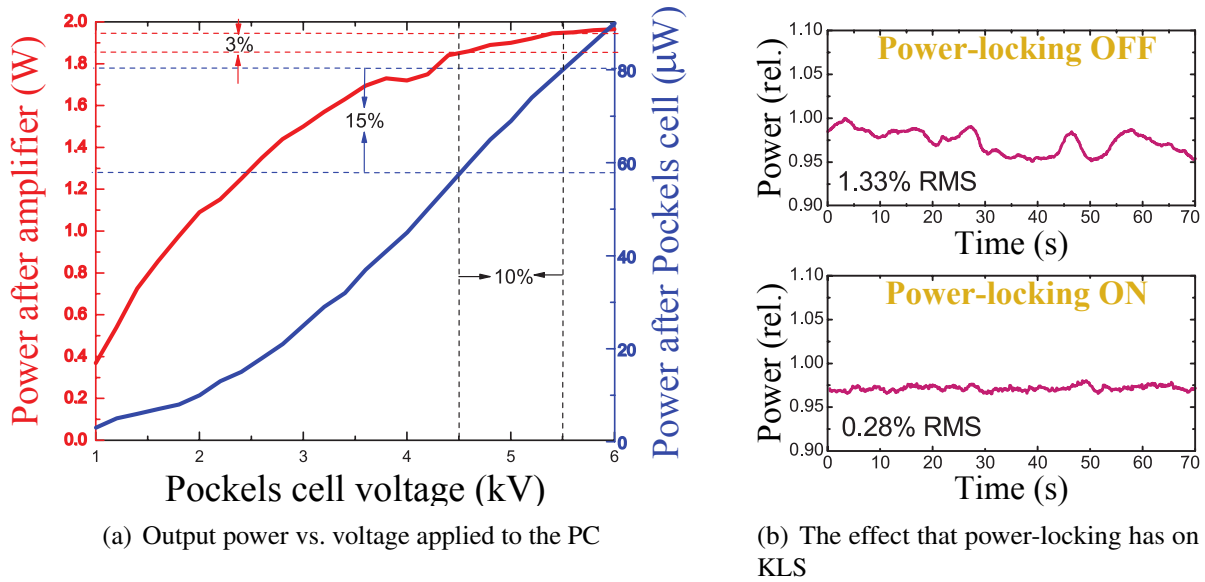 Power after amplifier (W)
2.0
1.8
1.6
1.4
1.2
1.0
0.8
0.6
0.4
0.2
0.0
3%
15%
10%
80
60
40
20
0
Power after Pockels cell (µW)
1 2 3 4 5 6
Pockels cell voltage (kV)
(a) Output power vs. voltage applied to the PC
Power-locking OFF
Power (rel.)
1.10
1.05
1.00
0.95
0.90
1.33% RMS
0 10 20 30 40 50 60 70
Time (s)
Power-locking ON
Power (rel.)
1.10
1.05
1.00
0.95
0.90
0.28% RMS
0 10 20 30 40 50 60 70
Time (s)
(b) The effect that power-locking has on
KLS